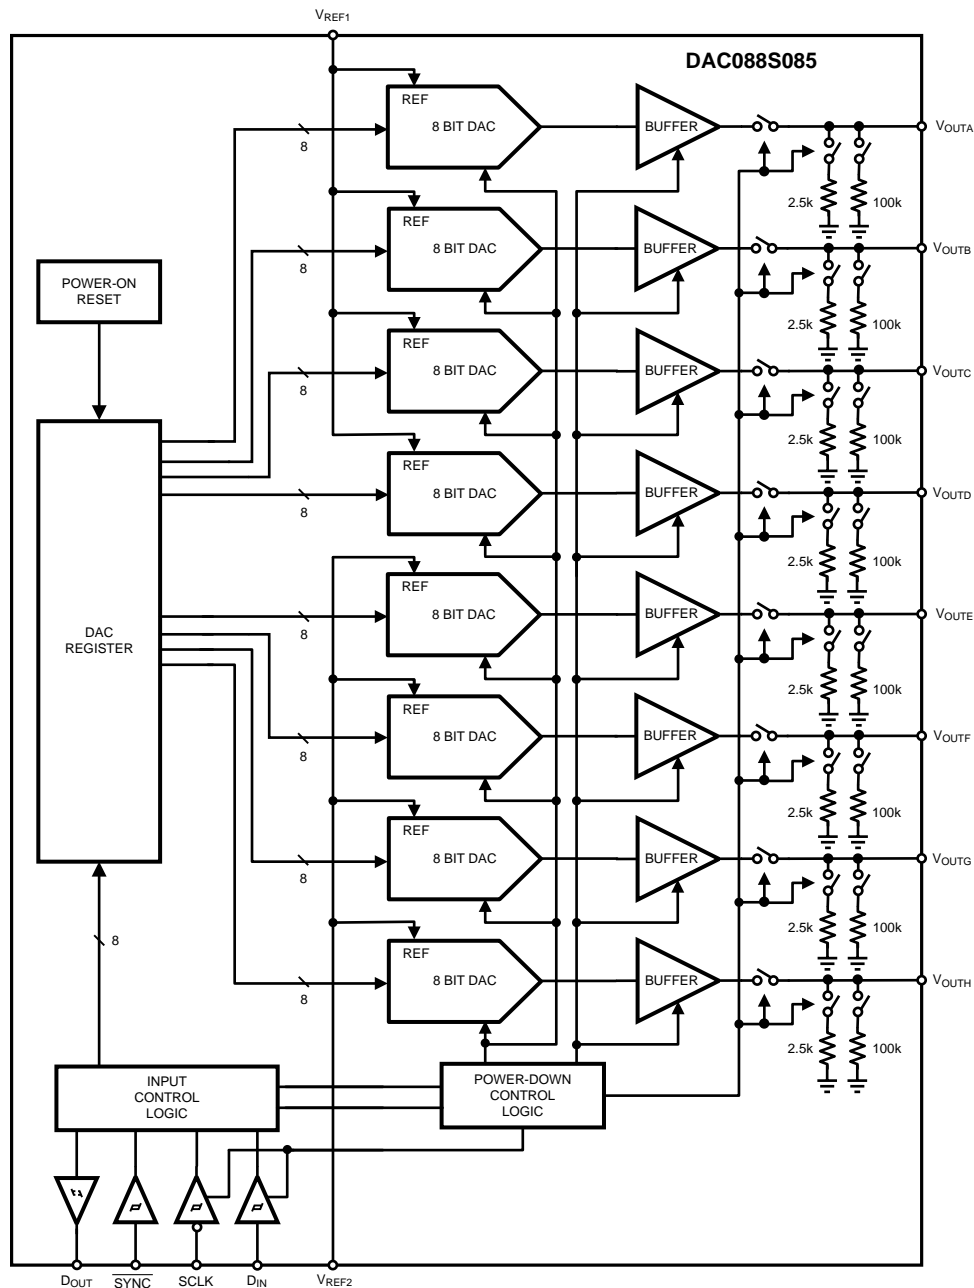 VREF1
DAC088S085
REF
8 BIT DAC
BUFFER
VOUTA
8
2.5k
100k
REF
8 BIT DAC
BUFFER
VOUTB
8
2.5k
100k
POWER-ON
RESET
REF
8 BIT DAC
BUFFER
VOUTC
8
2.5k
100k
REF
8 BIT DAC
BUFFER
VOUTD
8
2.5k
100k
REF
8 BIT DAC
BUFFER
VOUTE
8
DAC
REGISTER
2.5k
100k
REF
8 BIT DAC
BUFFER
VOUTF
8
2.5k
100k
REF
8 BIT DAC
BUFFER
VOUTG
8
2.5k
100k
8
REF
8 BIT DAC
BUFFER
VOUTH
8
2.5k
100k
INPUT
CONTROL
LOGIC
POWER-DOWN
CONTROL
LOGIC
DOUT
SYNC
SCLK
DIN
VREF2